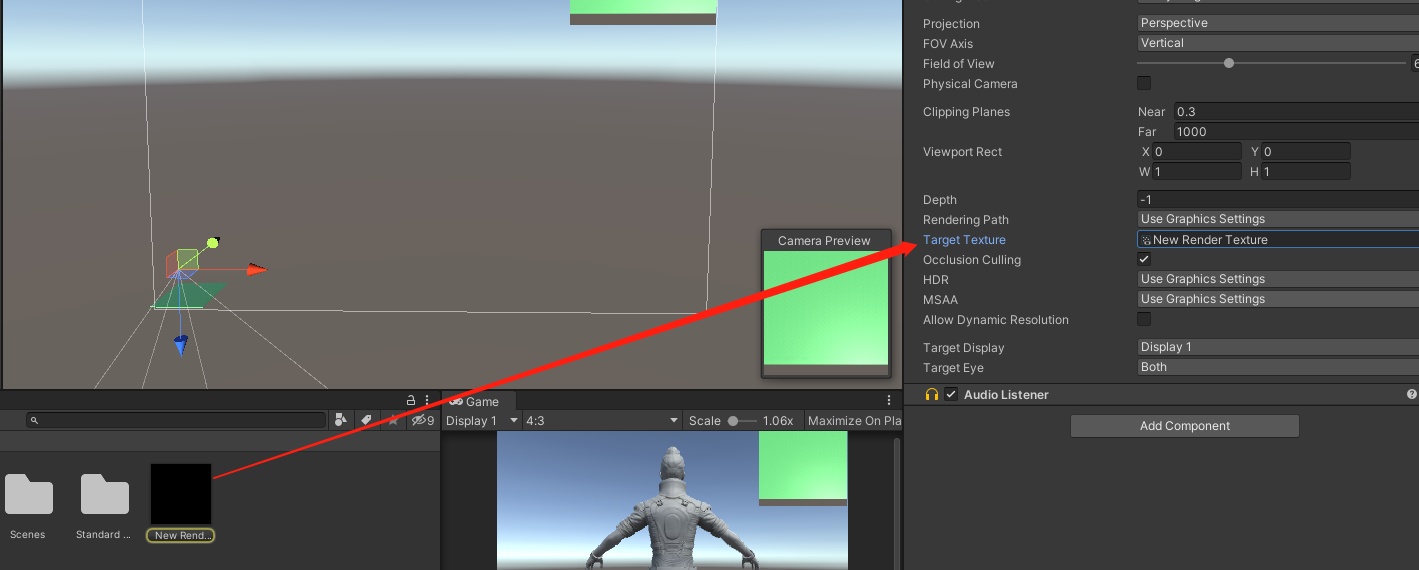 Projection
Perspective
FOV Axis
Vertical
Field of View
6
Physical Camera
Clipping Planes
Near 0.3
Far 1000
Viewport Rect
X 0 Y 0
W 1 H 1
Depth
-1
Rendering Path
Use Graphics Settings
Target Texture
New Render Texture
Occlusion Culling
HDR
Use Graphics Settings
MSAA
Use Graphics Settings
Allow Dynamic Resolution
Target Display
Display 1
Target Eye
Both
Audio Listener
Add Component
Camera Preview
9
Game
Display 1
4:3
Scale
1.06x
Maximize On Pla
Scenes
Standard ...
New Rend...